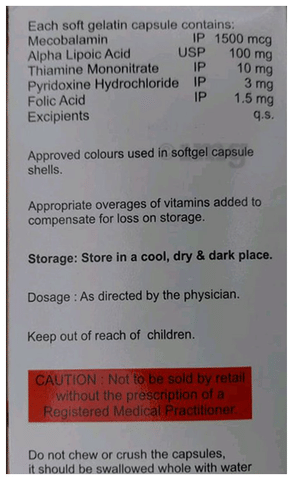 Each soft gelatin capsule contains:
Mecobalamin IP 1500 mcg
Alpha Lipoic Acid USP 100 mg
Thiamine Mononitrate IP 10 mg
Pyridoxine Hydrochloride IP 3 mg
Folic Acid IP 1.5 mg
Excipients q.s.
Approved colours used in softgel capsule
shells.
Appropriate overages of vitamins added to
compensate for loss on storage.
Storage: Store in a cool, dry & dark place.
Dosage : As directed by the physician.
Keep out of reach of children.
CAUTION : Not to be sold by retail
without the prescription of a
Registered Medical Practitioner.
Do not chew or crush the capsules,
it should be swallowed whole with water